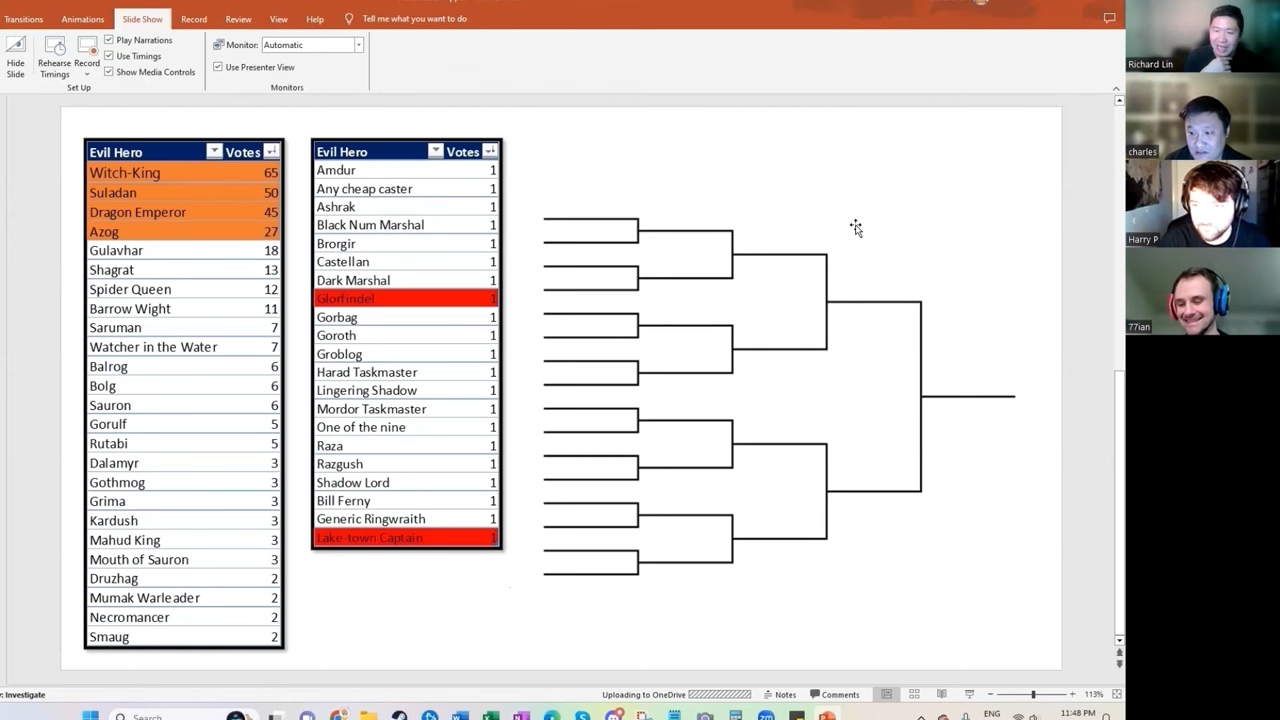 Transitions
Animations
Slide Show
Record
Review
View
Help
Tell me what you want to do
Hide Slide
Rehearse Timings
Record
Play Narrations
Use Timings
Show Media Controls
Set Up
Monitor: Automatic
Use Presenter View
Monitors
Evil Hero Votes
Witch-King 65
Suladan 50
Dragon Emperor 45
Azog 27
Gulavhar 18
Shagrat 13
Spider Queen 12
Barrow Wight 11
Saruman 7
Watcher in the Water 7
Balrog 6
Bolg 6
Sauron 6
Gorulf 5
Rutabi 5
Dalamyr 3
Gothmog 3
Grima 3
Kardush 3
Mahud King 3
Mouth of Sauron 3
Druzhag 2
Mumak Warleader 2
Necromancer 2
Smaug 2
Evil Hero Votes
Amdur 1
Any cheap caster 1
Ashrak 1
Black Num Marshal 1
Brorgir 1
Castellan 1
Dark Marshal 1
Glorfindel 1
Gorbag 1
Goroth 1
Groblog 1
Harad Taskmaster 1
Lingering Shadow 1
Mordor Taskmaster 1
One of the nine 1
Raza 1
Razgush 1
Shadow Lord 1
Bill Ferny 1
Generic Ringwraith 1
Lake-town Captain 1
Richard Lin
charles
Harry P
77ian
: Investigate
Uploading to OneDrive
Notes
Comments
113%
Search
ENG
11:48 PM